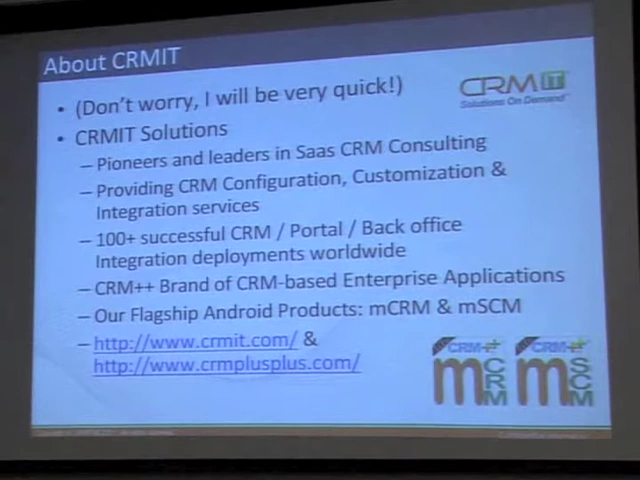 About CRMIT
• (Don't worry, I will be very quick!)
CRMIT
Solutions On Demand
• CRMIT Solutions
– Pioneers and leaders in Saas CRM Consulting
– Providing CRM Configuration, Customization &
Integration services
– 100+ successful CRM / Portal / Back office
Integration deployments worldwide
– CRM++ Brand of CRM-based Enterprise Applications
– Our Flagship Android Products: mCRM & mSCM
– http://www.crmit.com/ &
http://www.crmplusplus.com/
CRM++
mCRM
CRM++
mSCM